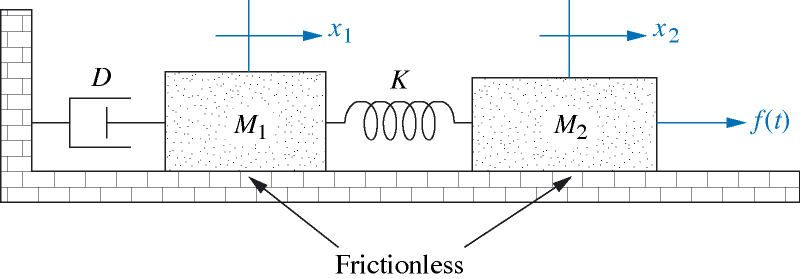 x₁
x₂
D
K
M₁
M₂
f(t)
Frictionless